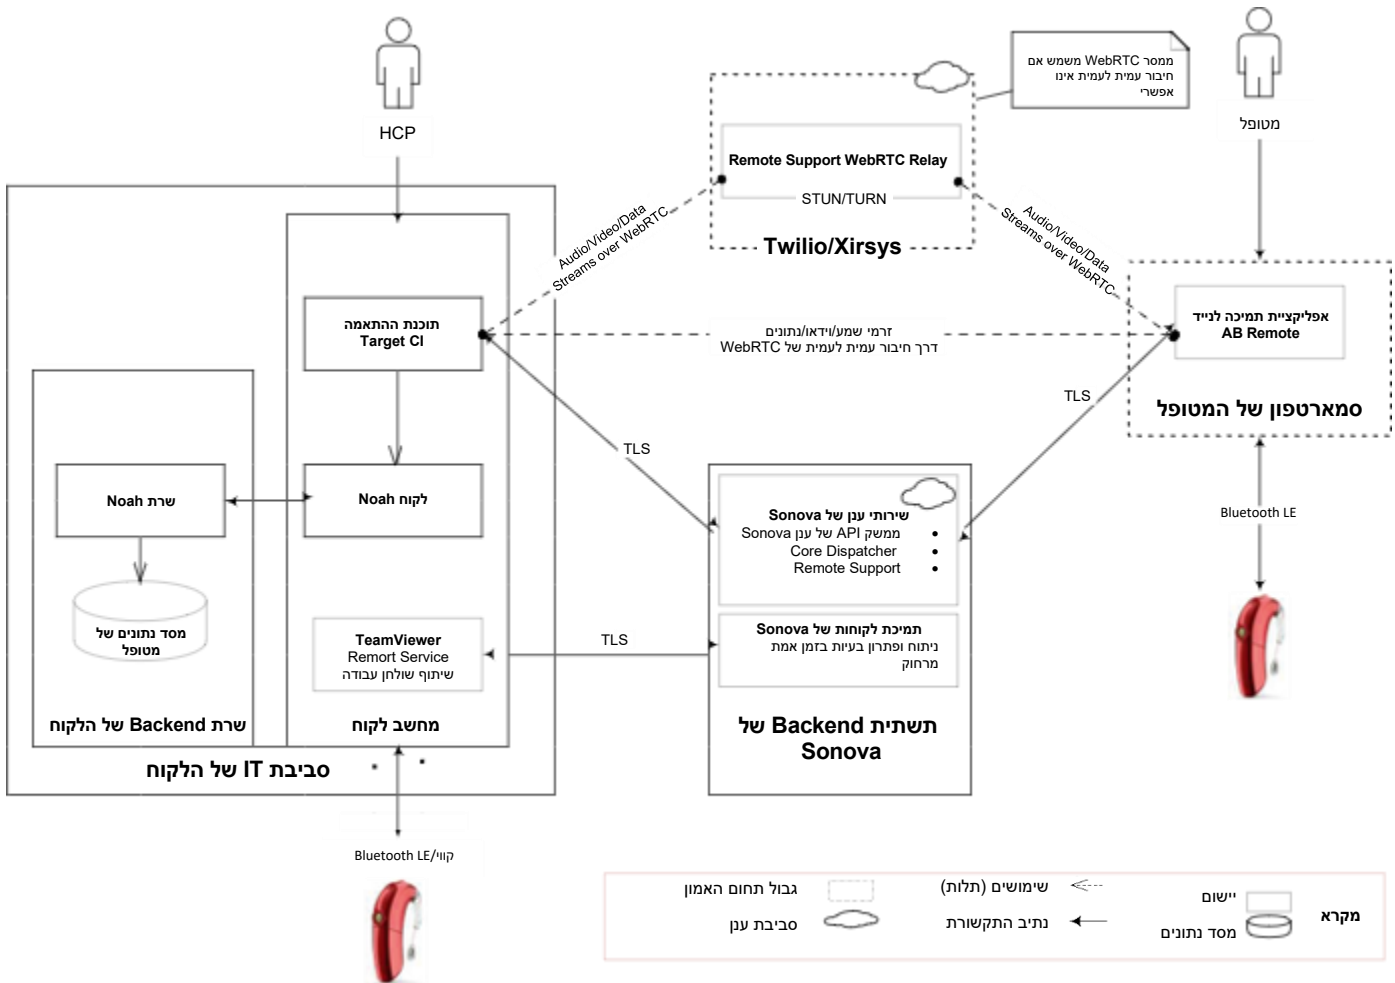 HCP
ממסר WebRTC משמש אם
חיבור עמית לעמית אינו
אפשרי
מטופל
Remote Support WebRTC Relay
STUN/TURN
Twilio/Xirsys
Audio/Video/Data
Streams over WebRTC
Audio/Video/Data
Streams over WebRTC
תוכנת ההתאמה
Target CI
זרמי שמע/וידאו/נתונים
דרך חיבור עמית לעמית של WebRTC
אפליקציית תמיכה לנייד
AB Remote
סמארטפון של המטופל
TLS
TLS
שרת Noah
לקוח Noah
שירותי ענן של Sonova
• ממשק API של ענן Sonova
• Core Dispatcher
• Remote Support
Bluetooth LE
מסד נתונים של
מטופל
TeamViewer
Remort Service
שיתוף שולחן עבודה
TLS
תמיכת לקוחות של Sonova
ניתוח ופתרון בעיות בזמן אמת
מרחוק
שרת Backend של הלקוח
מחשב לקוח
תשתית Backend של
Sonova
סביבת IT של הלקוח
קווי/Bluetooth LE
מקרא
יישום
מסד נתונים
שימושים (תלות)
נתיב התקשורת
גבול תחום האמון
סביבת ענן